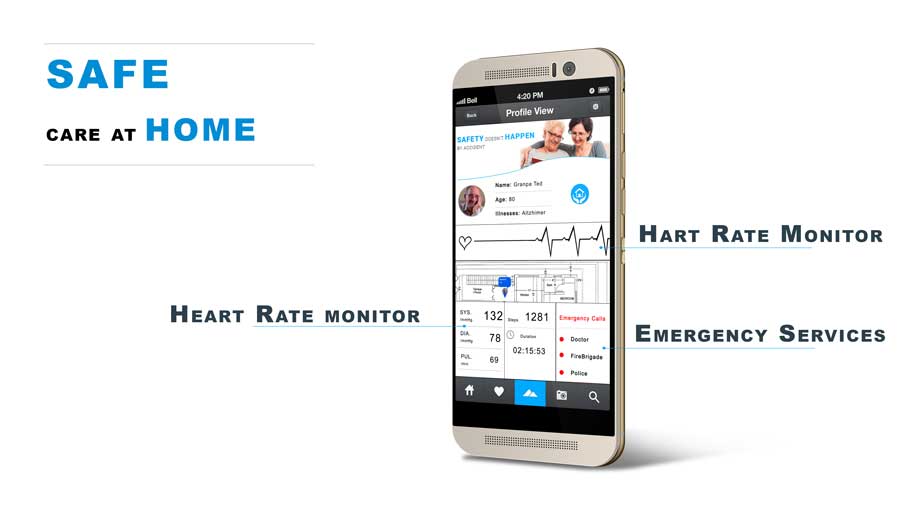 SAFE
CARE AT HOME
Bell 4:20 PM
Back Profile View
SAFETY DOESN'T HAPPEN
BY ACCIDENT
Name: Granpa Ted
Age: 80
Illnesses: Altzhimer
HART RATE MONITOR
HEART RATE MONITOR
EMERGENCY SERVICES
SYS. 132
DIA. 78
PUL. 69
Steps 1281
Duration
02:15:53
Emergency Calls
Doctor
FireBrigade
Police